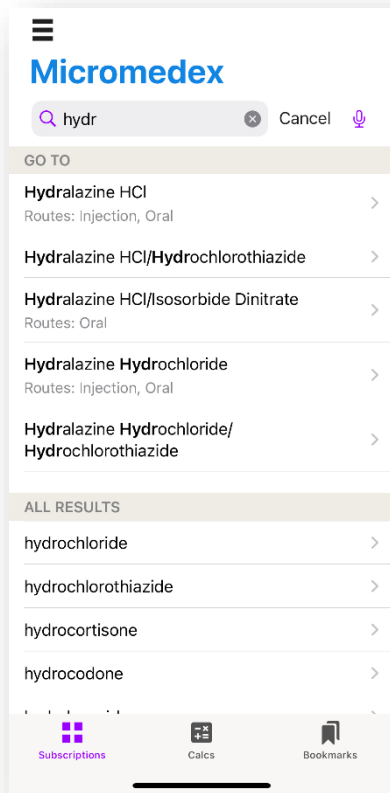 Micromedex
hydr
Cancel
GO TO
Hydralazine HCl
Routes: Injection, Oral
Hydralazine HCl/Hydrochlorothiazide
Hydralazine HCl/Isosorbide Dinitrate
Routes: Oral
Hydralazine Hydrochloride
Routes: Injection, Oral
Hydralazine Hydrochloride/
Hydrochlorothiazide
ALL RESULTS
hydrochloride
hydrochlorothiazide
hydrocortisone
hydrocodone
Subscriptions
Calcs
Bookmarks